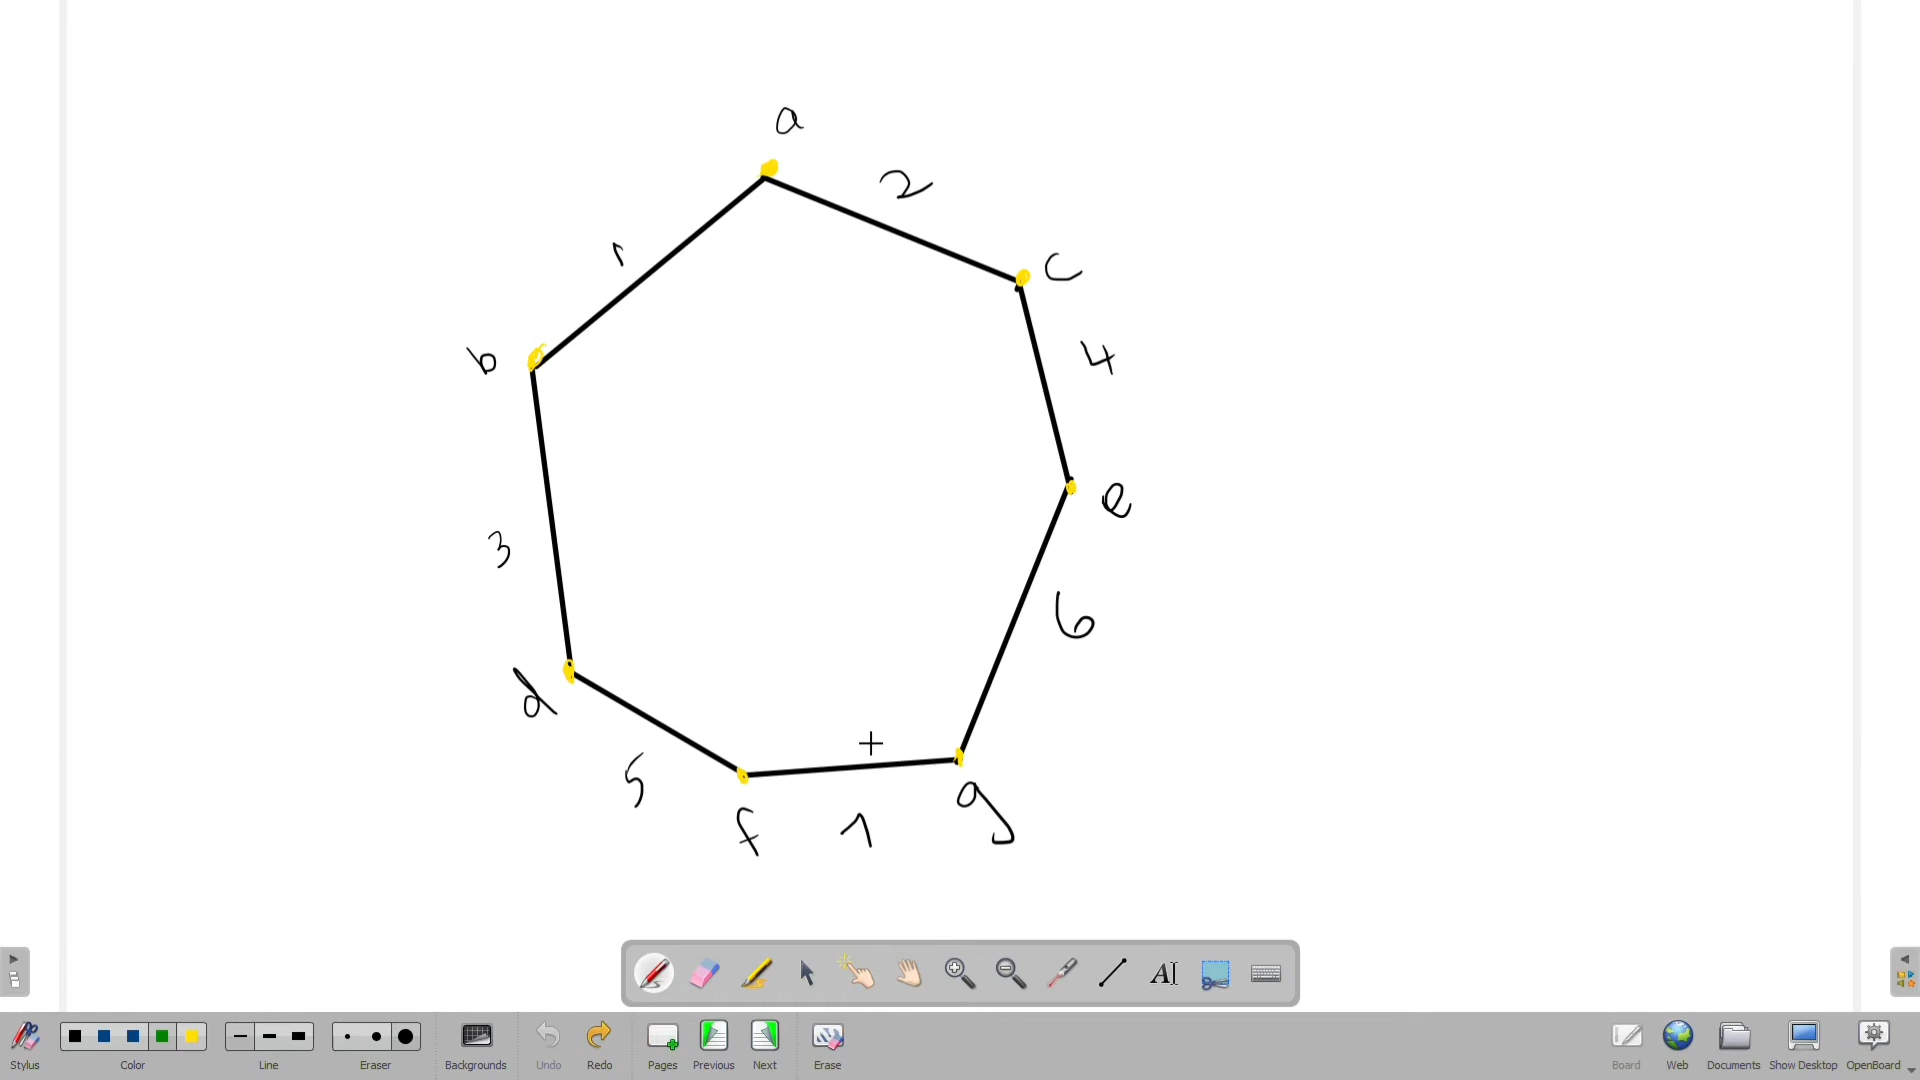 a
2
1
c
b
4
e
3
6
d
5
f 1 g
Stylus
Color
Line
Eraser
Backgrounds
Undo
Redo
Pages
Previous
Next
Erase
Board
Web
Documents
Show Desktop
OpenBoard